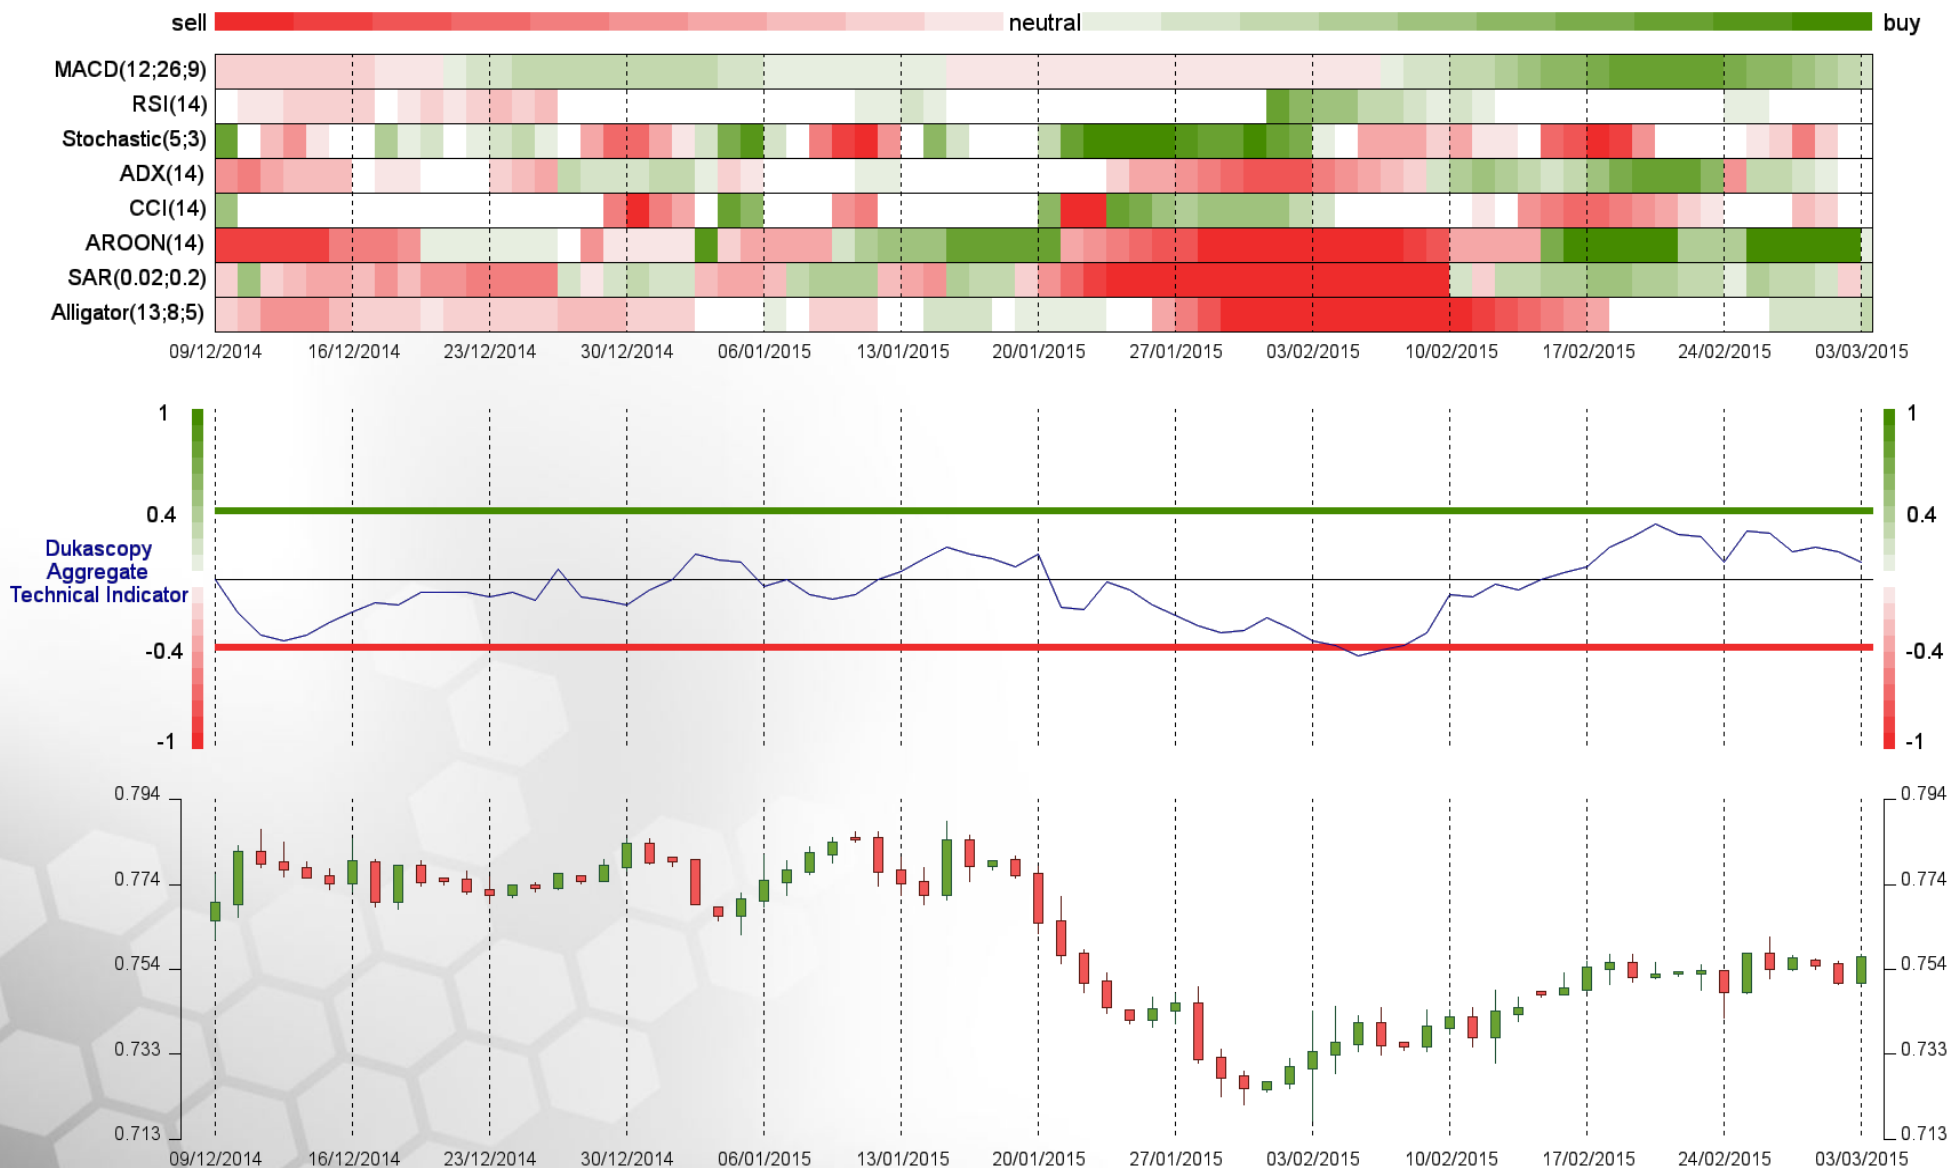 sell neutral buy
MACD(12;26;9)
RSI(14)
Stochastic(5;3)
ADX(14)
CCI(14)
AROON(14)
SAR(0.02;0.2)
Alligator(13;8;5)
09/12/2014 16/12/2014 23/12/2014 30/12/2014 06/01/2015 13/01/2015 20/01/2015 27/01/2015 03/02/2015 10/02/2015 17/02/2015 24/02/2015 03/03/2015
1 1
0.4 0.4
Dukascopy
Aggregate
Technical Indicator
-0.4 -0.4
-1 -1
0.794 0.794
0.774 0.774
0.754 0.754
0.733 0.733
0.713 0.713
09/12/2014 16/12/2014 23/12/2014 30/12/2014 06/01/2015 13/01/2015 20/01/2015 27/01/2015 03/02/2015 10/02/2015 17/02/2015 24/02/2015 03/03/2015